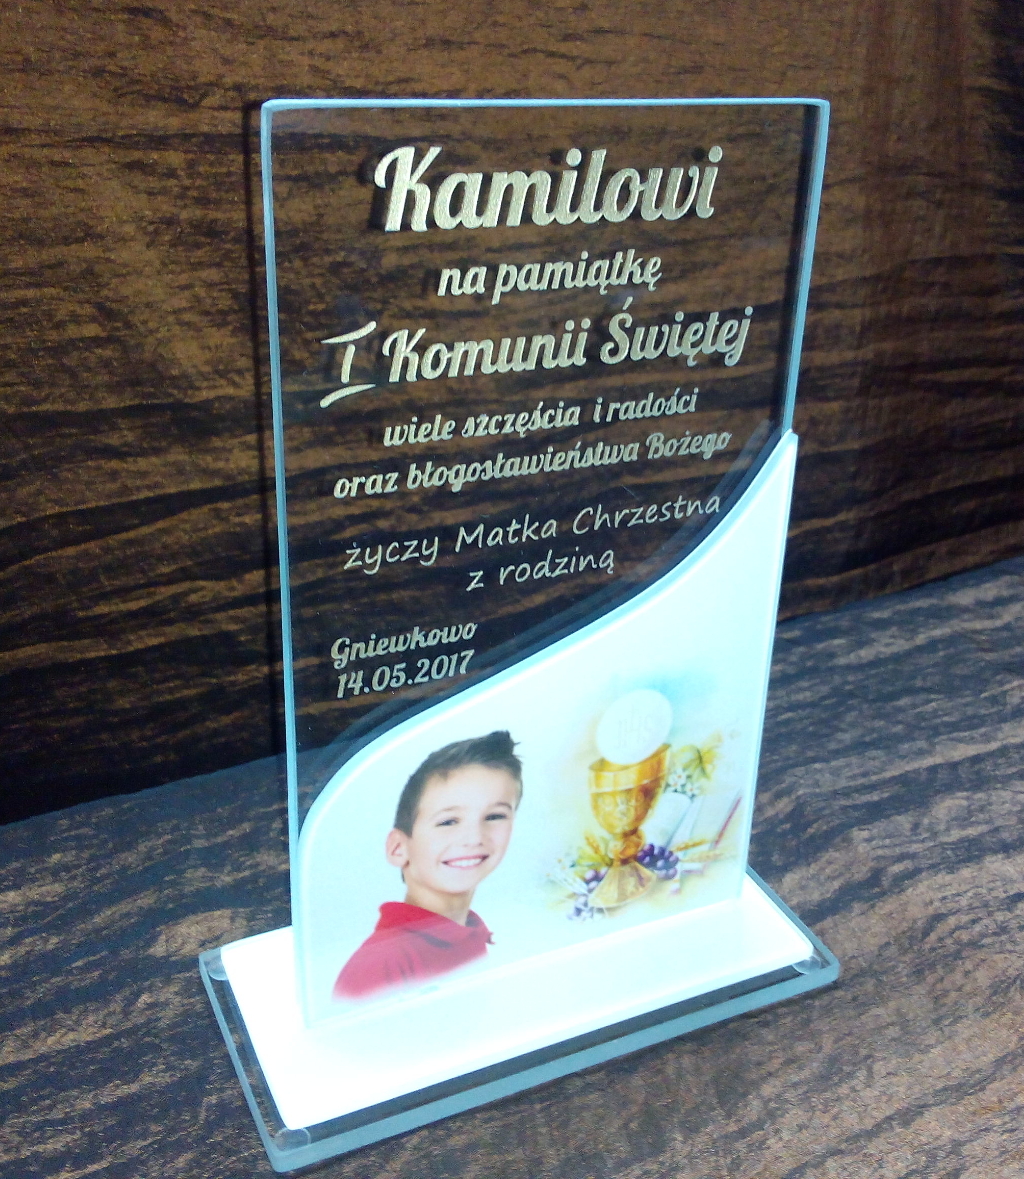 Kamilowi
na pamiątkę
I Komunii Świętej
wiele szczęścia i radości
oraz błogosławieństwa Bożego
życzy Matka Chrzestna
z rodziną
Gniewkowo
14.05.2017
IHS